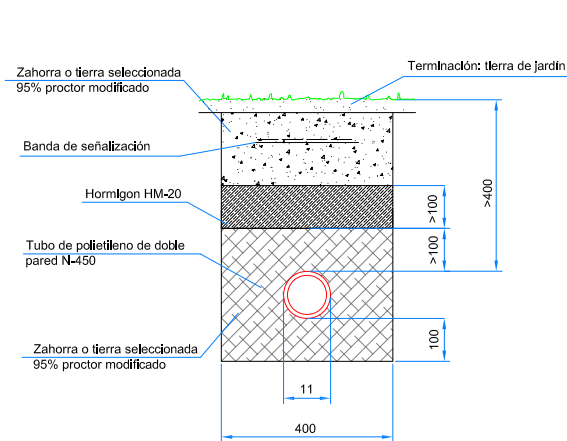 Terminación: tierra de jardín
Zahorra o tierra seleccionada
95% proctor modificado
Banda de señalización
Hormigon HM-20
Tubo de polietileno de doble
pared N-450
Zahorra o tierra seleccionada
95% proctor modificado
>400
>100
>100
100
11
400